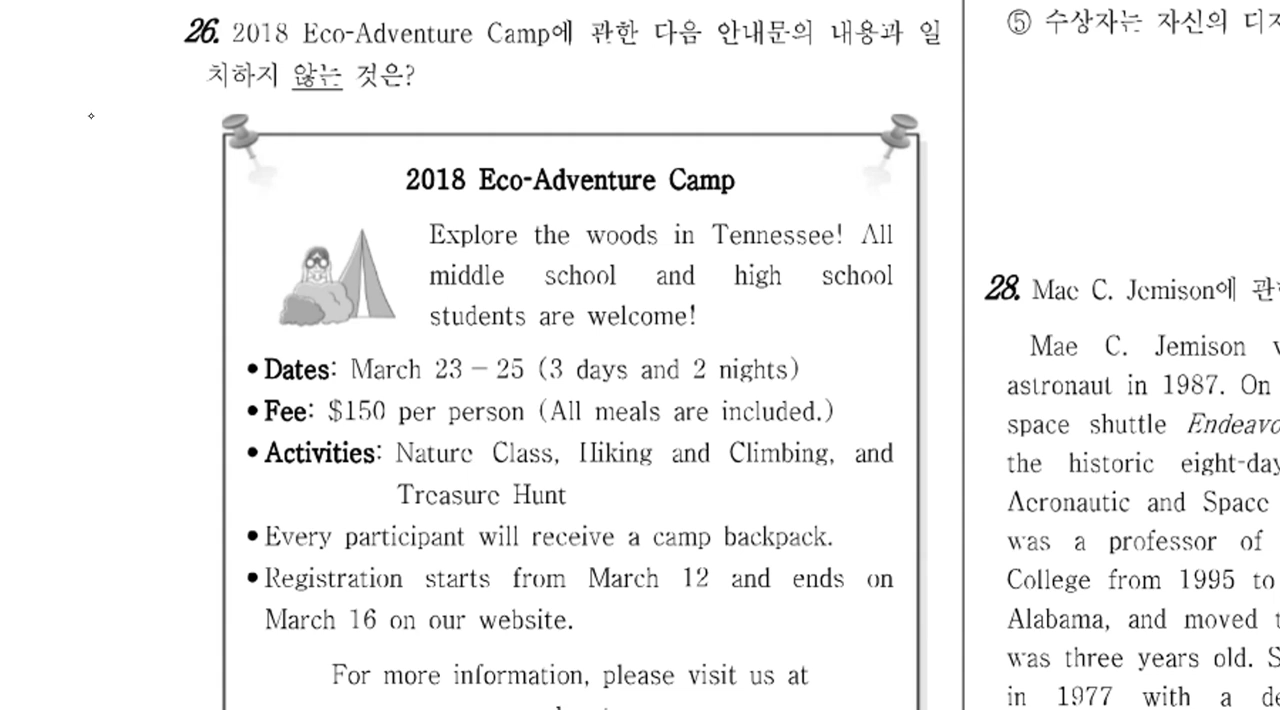 26. 2018 Eco-Adventure Camp에 관한 다음 안내문의 내용과 일
치하지 않는 것은?
2018 Eco-Adventure Camp
Explore the woods in Tennessee! All
middle school and high school
students are welcome!
• Dates: March 23 – 25 (3 days and 2 nights)
• Fee: $150 per person (All meals are included.)
• Activities: Nature Class, Hiking and Climbing, and
Treasure Hunt
• Every participant will receive a camp backpack.
• Registration starts from March 12 and ends on
March 16 on our website.
For more information, please visit us at
⑤ 수상자는 자신의
28. Mae C. Jemison에
Mae C. Jemison
astronaut in 1987. On
space shuttle
the historic eight-day
Aeronautic and Space
was a professor of
College from 1995 to
Alabama, and moved
was three years old.
in 1977 with a